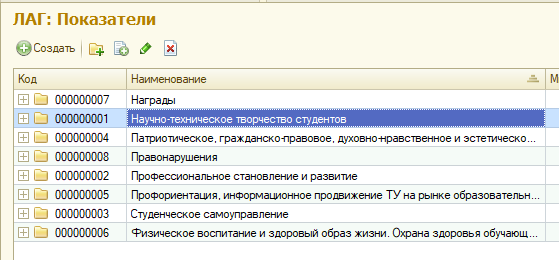 ЛАГ: Показатели
Создать
Код Наименование М
000000007 Награды
000000001 Научно-техническое творчество студентов
000000004 Патриотическое, гражданско-правовое, духовно-нравственное и эстетическо...
000000008 Правонарушения
000000002 Профессиональное становление и развитие
000000005 Профориентация, информационное продвижение ТУ на рынке образовательн...
000000003 Студенческое самоуправление
000000006 Физическое воспитание и здоровый образ жизни. Охрана здоровья обучающ...